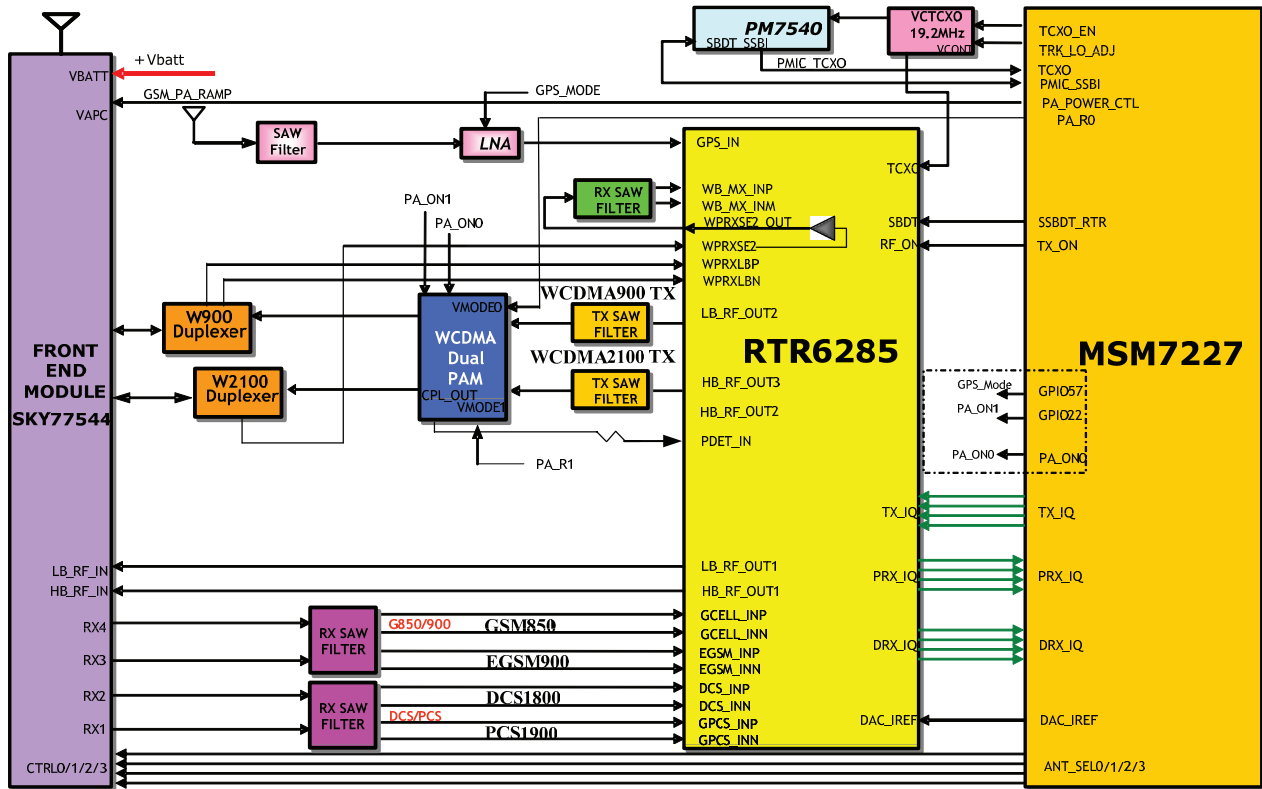 PM7540
SBDT_SSBI
VCTCXO
19.2MHz
VCONT
TCXO_EN
TRK_LO_ADJ
PMIC_TCXO
TCXO
PMIC_SSBI
PA_POWER_CTL
PA_R0
+Vbatt
VBATT
GSM_PA_RAMP
VAPC
GPS_MODE
SAW
Filter
LNA
GPS_IN
TCXO
RX SAW
FILTER
WB_MX_INP
WB_MX_INM
WPRXSE2_OUT
WPRXSE2
WPRXLBP
WPRXLBN
SBDT
RF_ON
SSBDT_RTR
TX_ON
PA_ON1
PA_ON0
WCDMA900 TX
W900
Duplexer
VMODE0
WCDMA
Dual
PAM
CPL_OUT
VMODE1
TX SAW
FILTER
LB_RF_OUT2
WCDMA2100 TX
W2100
Duplexer
TX SAW
FILTER
HB_RF_OUT3
HB_RF_OUT2
PDET_IN
PA_R1
RTR6285
MSM7227
FRONT
END
MODULE
SKY77544
GPS_Mode
GPIO57
PA_ON1
GPIO22
PA_ON0
PA_ON0
TX_IQ
TX_IQ
LB_RF_IN
HB_RF_IN
LB_RF_OUT1
HB_RF_OUT1
PRX_IQ
PRX_IQ
RX4
RX3
RX SAW
FILTER
G850/900
GSM850
EGSM900
GCELL_INP
GCELL_INN
EGSM_INP
EGSM_INN
DRX_IQ
DRX_IQ
RX2
RX1
RX SAW
FILTER
DCS1800
DCS/PCS
PCS1900
DCS_INP
DCS_INN
GPCS_INP
GPCS_INN
DAC_IREF
DAC_IREF
CTRL0/1/2/3
ANT_SEL0/1/2/3